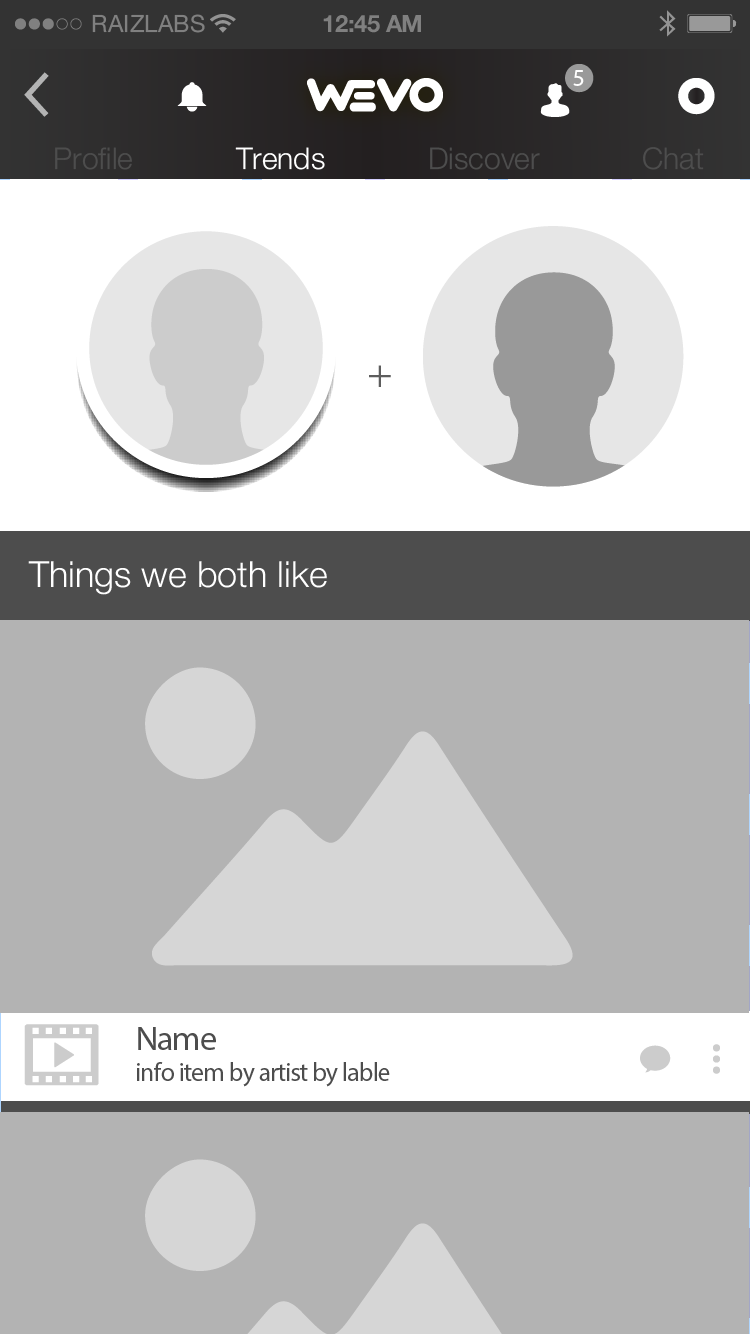 RAIZLABS 12:45 AM
WEVO 5
Profile Trends Discover Chat
+
Things we both like
Name
info item by artist by lable